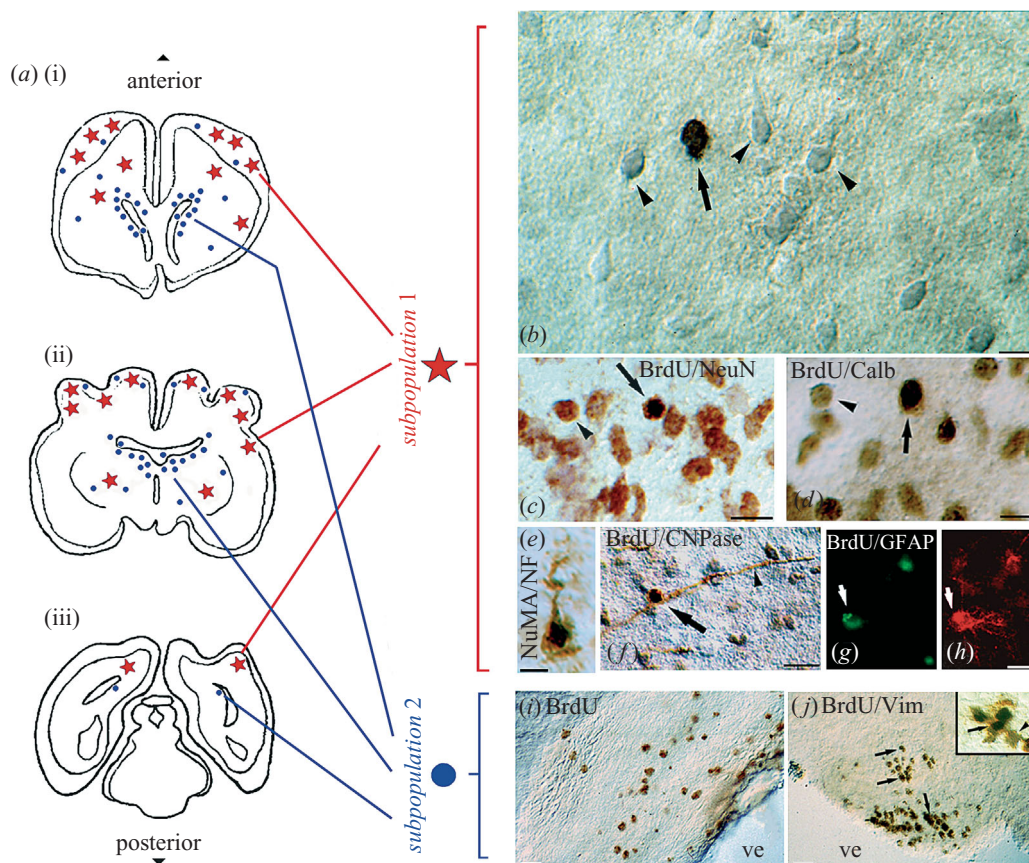 (a) (i)
anterior
(ii)
(iii)
posterior
subpopulation 1
subpopulation 2
(b)
BrdU/NeuN
(c)
BrdU/Calb
(d)
(e)
NuMA/NF
BrdU/CNPase
(f)
BrdU/GFAP
(g)
(h)
(i) BrdU
ve
(j) BrdU/Vim
ve